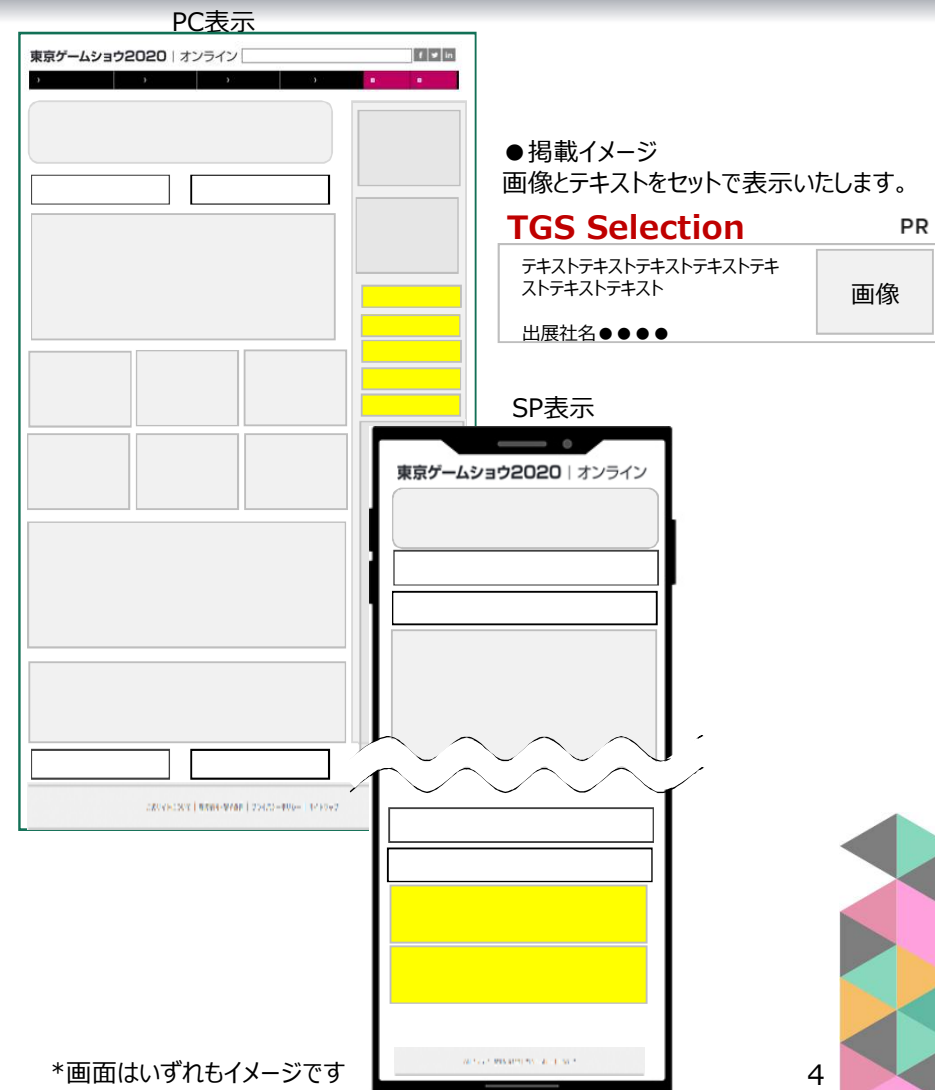 PC表示
東京ゲームショウ2020｜オンライン
●掲載イメージ
画像とテキストをセットで表示いたします。
TGS Selection
PR
テキストテキストテキストテキストテキ
ストテキストテキスト
画像
出展社名●●●●
SP表示
東京ゲームショウ2020｜オンライン
*画面はいずれもイメージです
4